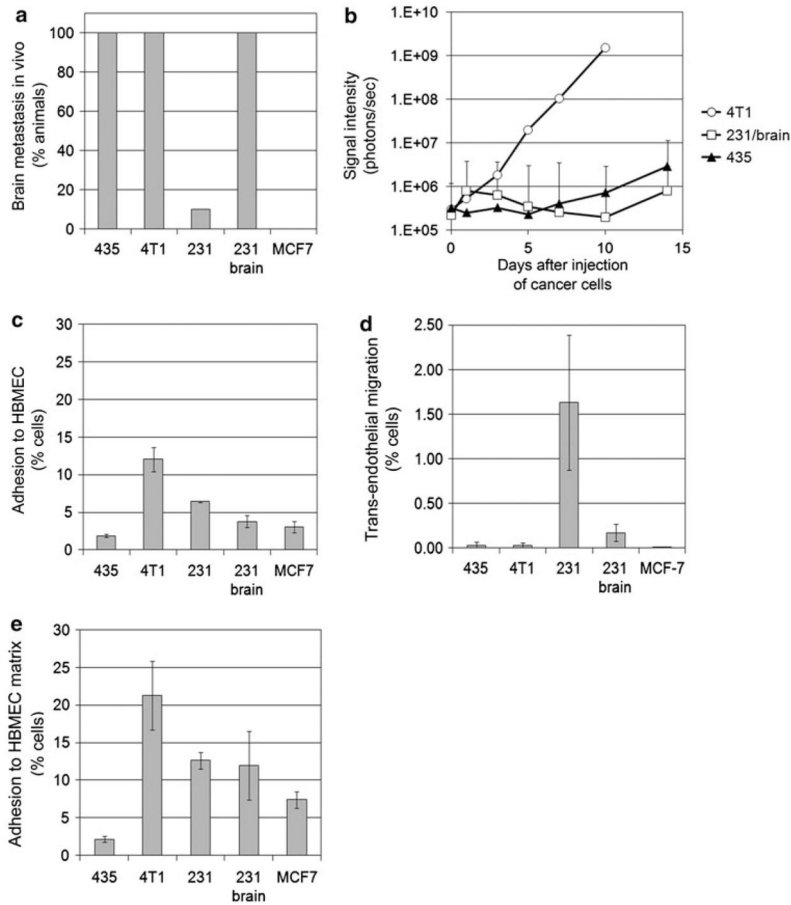 a
Brain metastasis in vivo
(% animals)
100
80
60
40
20
0
435 4T1 231 231 MCF7
brain
b
Signal intensity
(photons/sec)
1.E+10
1.E+09
1.E+08
1.E+07
1.E+06
1.E+05
0 5 10 15
Days after injection
of cancer cells
4T1
231/brain
435
c
Adhesion to HBMEC
(% cells)
30
25
20
15
10
5
0
435 4T1 231 231 MCF7
brain
d
Trans-endothelial migration
(% cells)
2.50
2.00
1.50
1.00
0.50
0.00
435 4T1 231 231 MCF-7
brain
e
Adhesion to HBMEC matrix
(% cells)
30
25
20
15
10
5
0
435 4T1 231 231 MCF7
brain